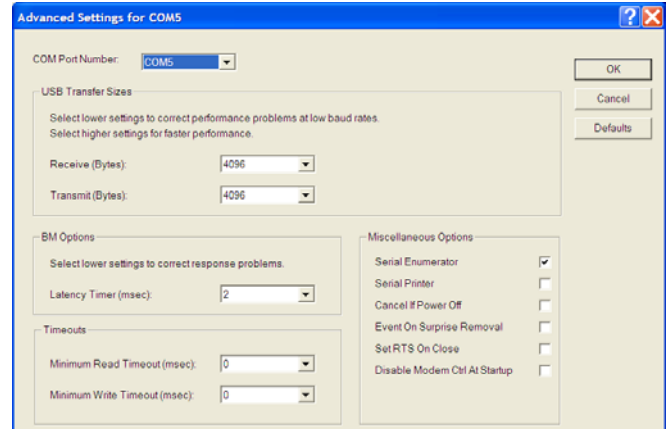 Advanced Settings for COM5
COM Port Number: COM5
OK
USB Transfer Sizes
Cancel
Select lower settings to correct performance problems at low baud rates.
Defaults
Select higher settings for faster performance.
Receive (Bytes): 4096
Transmit (Bytes): 4096
BM Options
Select lower settings to correct response problems.
Latency Timer (msec): 2
Timeouts
Minimum Read Timeout (msec): 0
Minimum Write Timeout (msec): 0
Miscellaneous Options
Serial Enumerator
Serial Printer
Cancel If Power Off
Event On Surprise Removal
Set RTS On Close
Disable Modem Ctrl At Startup